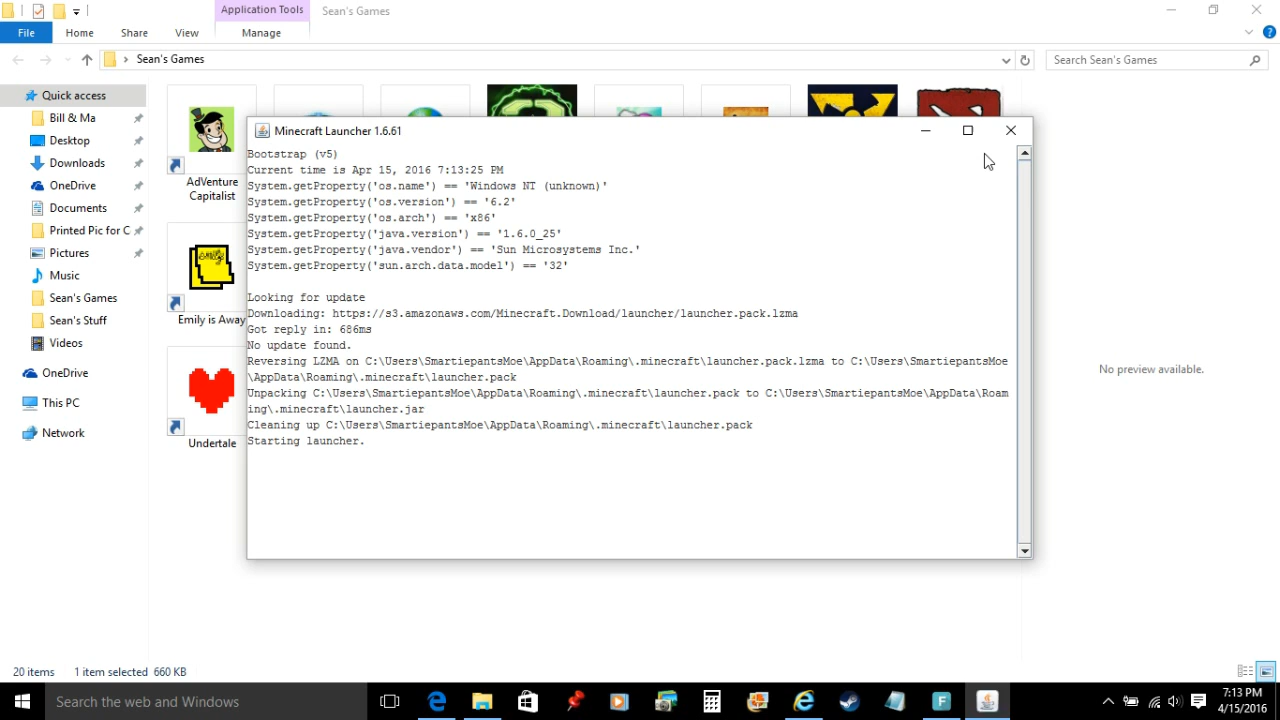 Application Tools
Sean's Games
File
Home
Share
View
Manage
Sean's Games
Search Sean's Games
Quick access
Bill & Ma
Desktop
Downloads
OneDrive
Documents
Printed Pic for C
Pictures
Music
Sean's Games
Sean's Stuff
Videos
OneDrive
This PC
Network
AdVenture
Capitalist
emily
Emily is Away
Undertale
Minecraft Launcher 1.6.61
Bootstrap (v5)
Current time is Apr 15, 2016 7:13:25 PM
System.getProperty('os.name') == 'Windows NT (unknown)'
System.getProperty('os.version') == '6.2'
System.getProperty('os.arch') == 'x86'
System.getProperty('java.version') == '1.6.0_25'
System.getProperty('java.vendor') == 'Sun Microsystems Inc.'
System.getProperty('sun.arch.data.model') == '32'
Looking for update
Downloading: https://s3.amazonaws.com/Minecraft.Download/launcher/launcher.pack.lzma
Got reply in: 686ms
No update found.
Reversing LZMA on C:\Users\SmartiepantsMoe\AppData\Roaming\.minecraft\launcher.pack.lzma to C:\Users\SmartiepantsMoe
\AppData\Roaming\.minecraft\launcher.pack
Unpacking C:\Users\SmartiepantsMoe\AppData\Roaming\.minecraft\launcher.pack to C:\Users\SmartiepantsMoe\AppData\Roam
ing\.minecraft\launcher.jar
Cleaning up C:\Users\SmartiepantsMoe\AppData\Roaming\.minecraft\launcher.pack
Starting launcher.
No preview available.
20 items
1 item selected 660 KB
Search the web and Windows
7:13 PM
4/15/2016